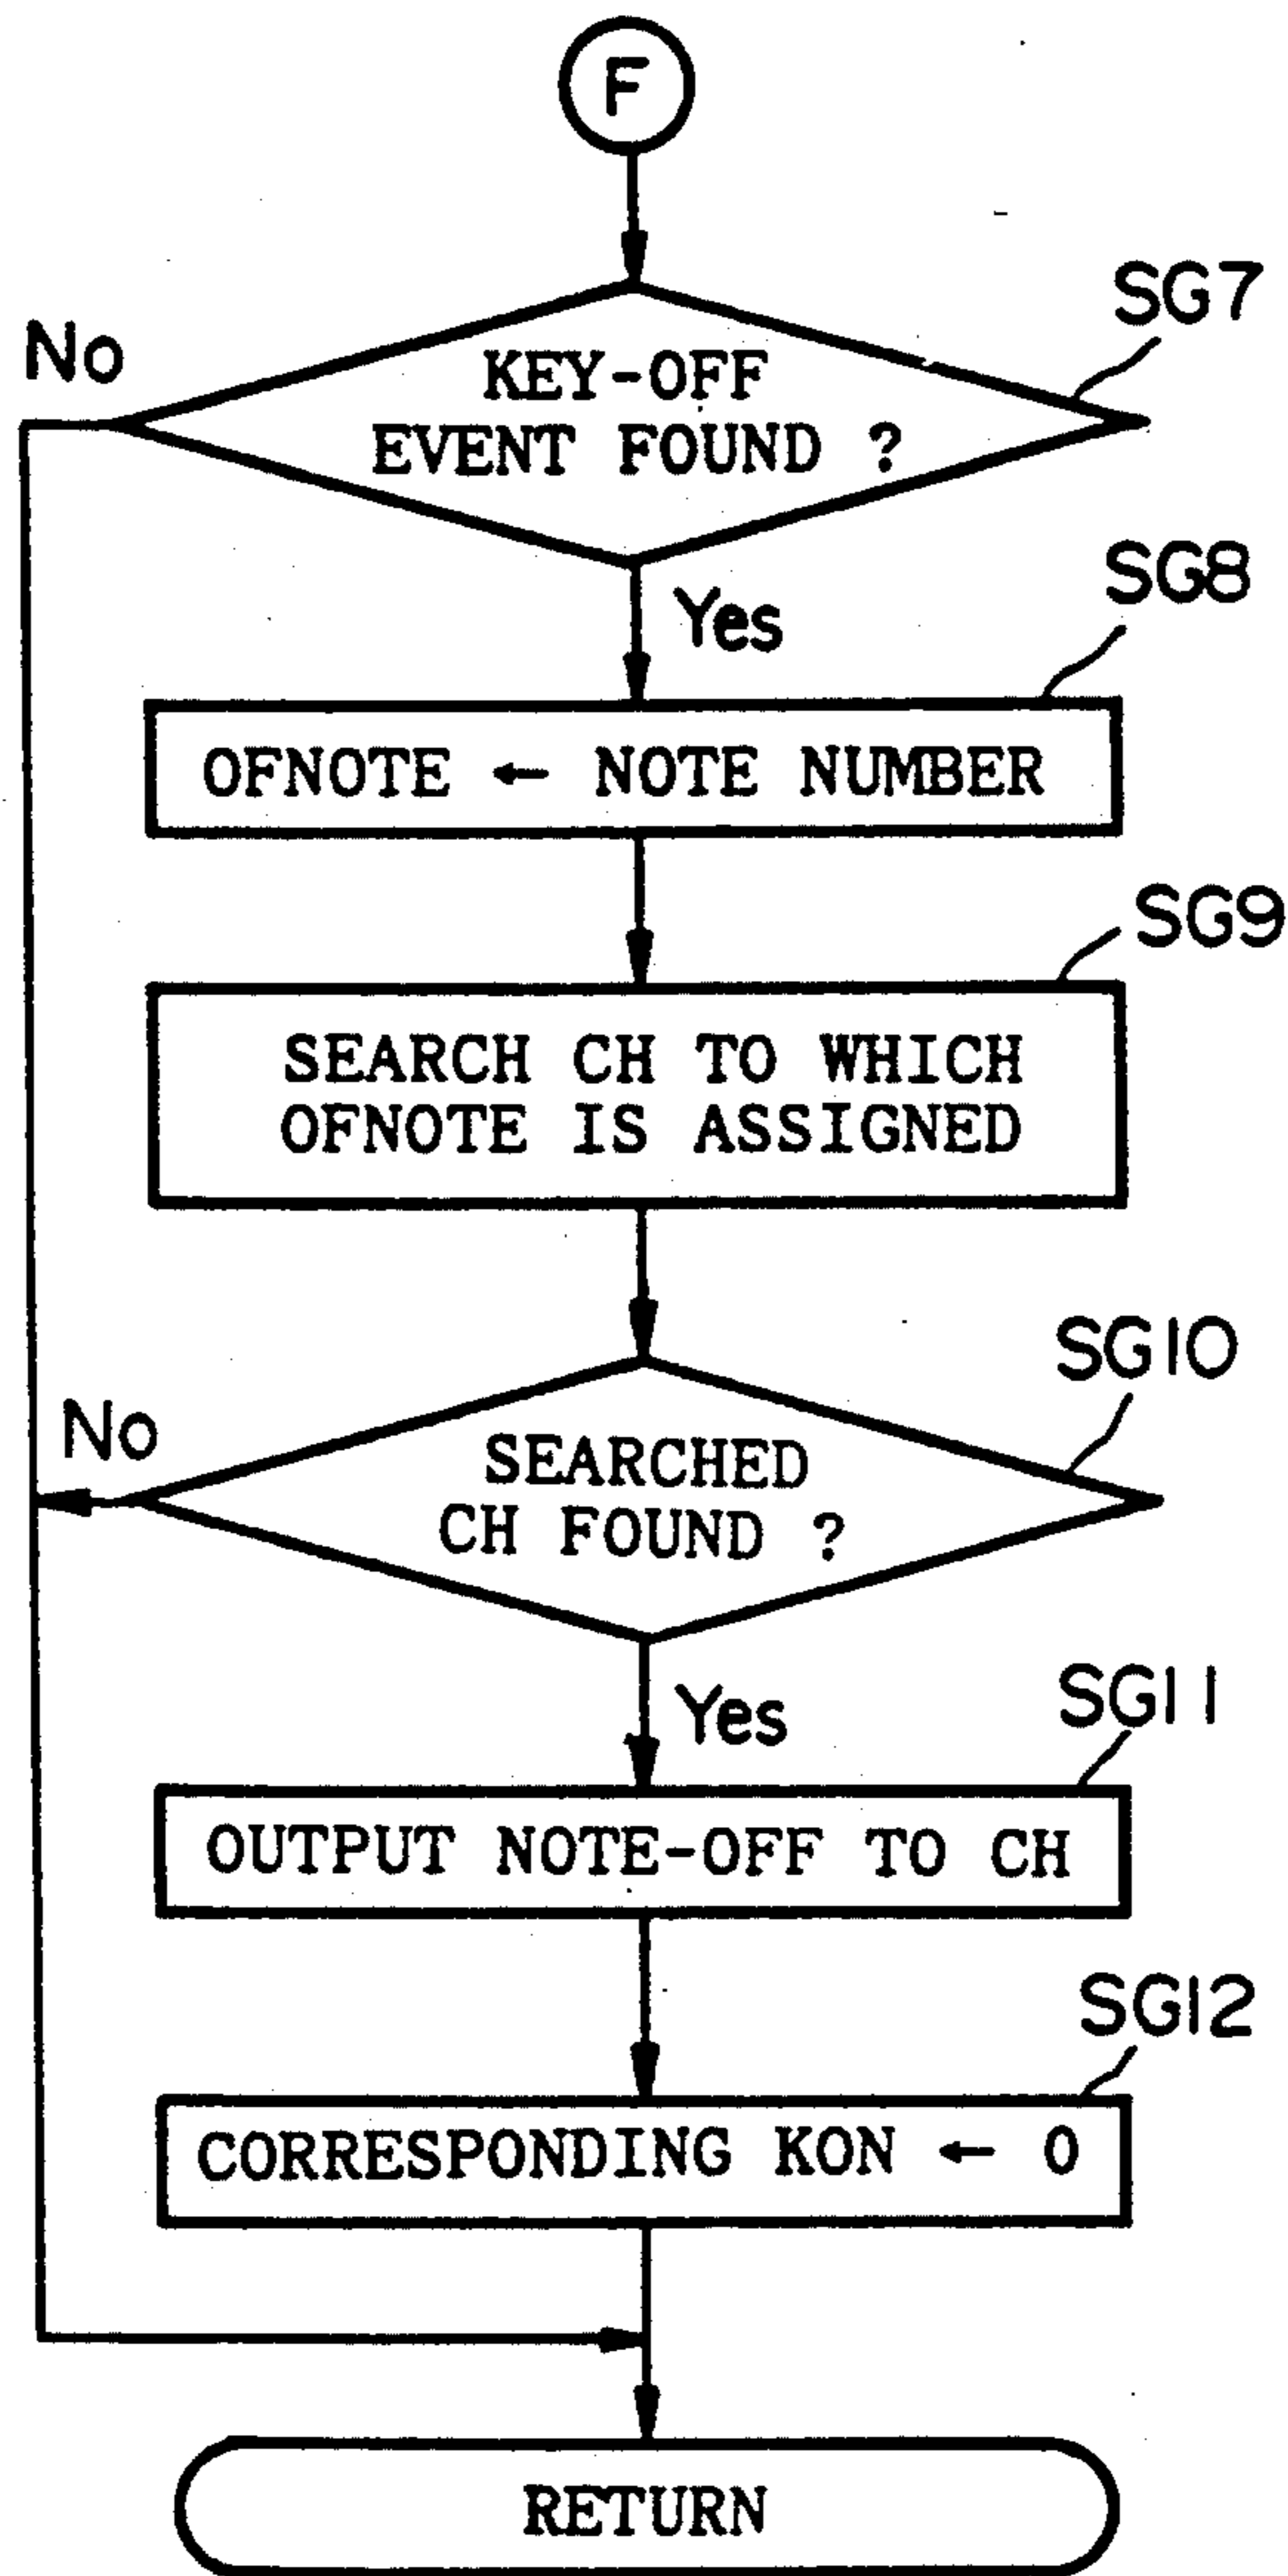 F
SG7
No
KEY-OFF
EVENT FOUND ?
SG8
Yes
OFNOTE ← NOTE NUMBER
SG9
SEARCH CH TO WHICH
OFNOTE IS ASSIGNED
SG10
No
SEARCHED
CH FOUND ?
SG11
Yes
OUTPUT NOTE-OFF TO CH
SG12
CORRESPONDING KON ← 0
RETURN